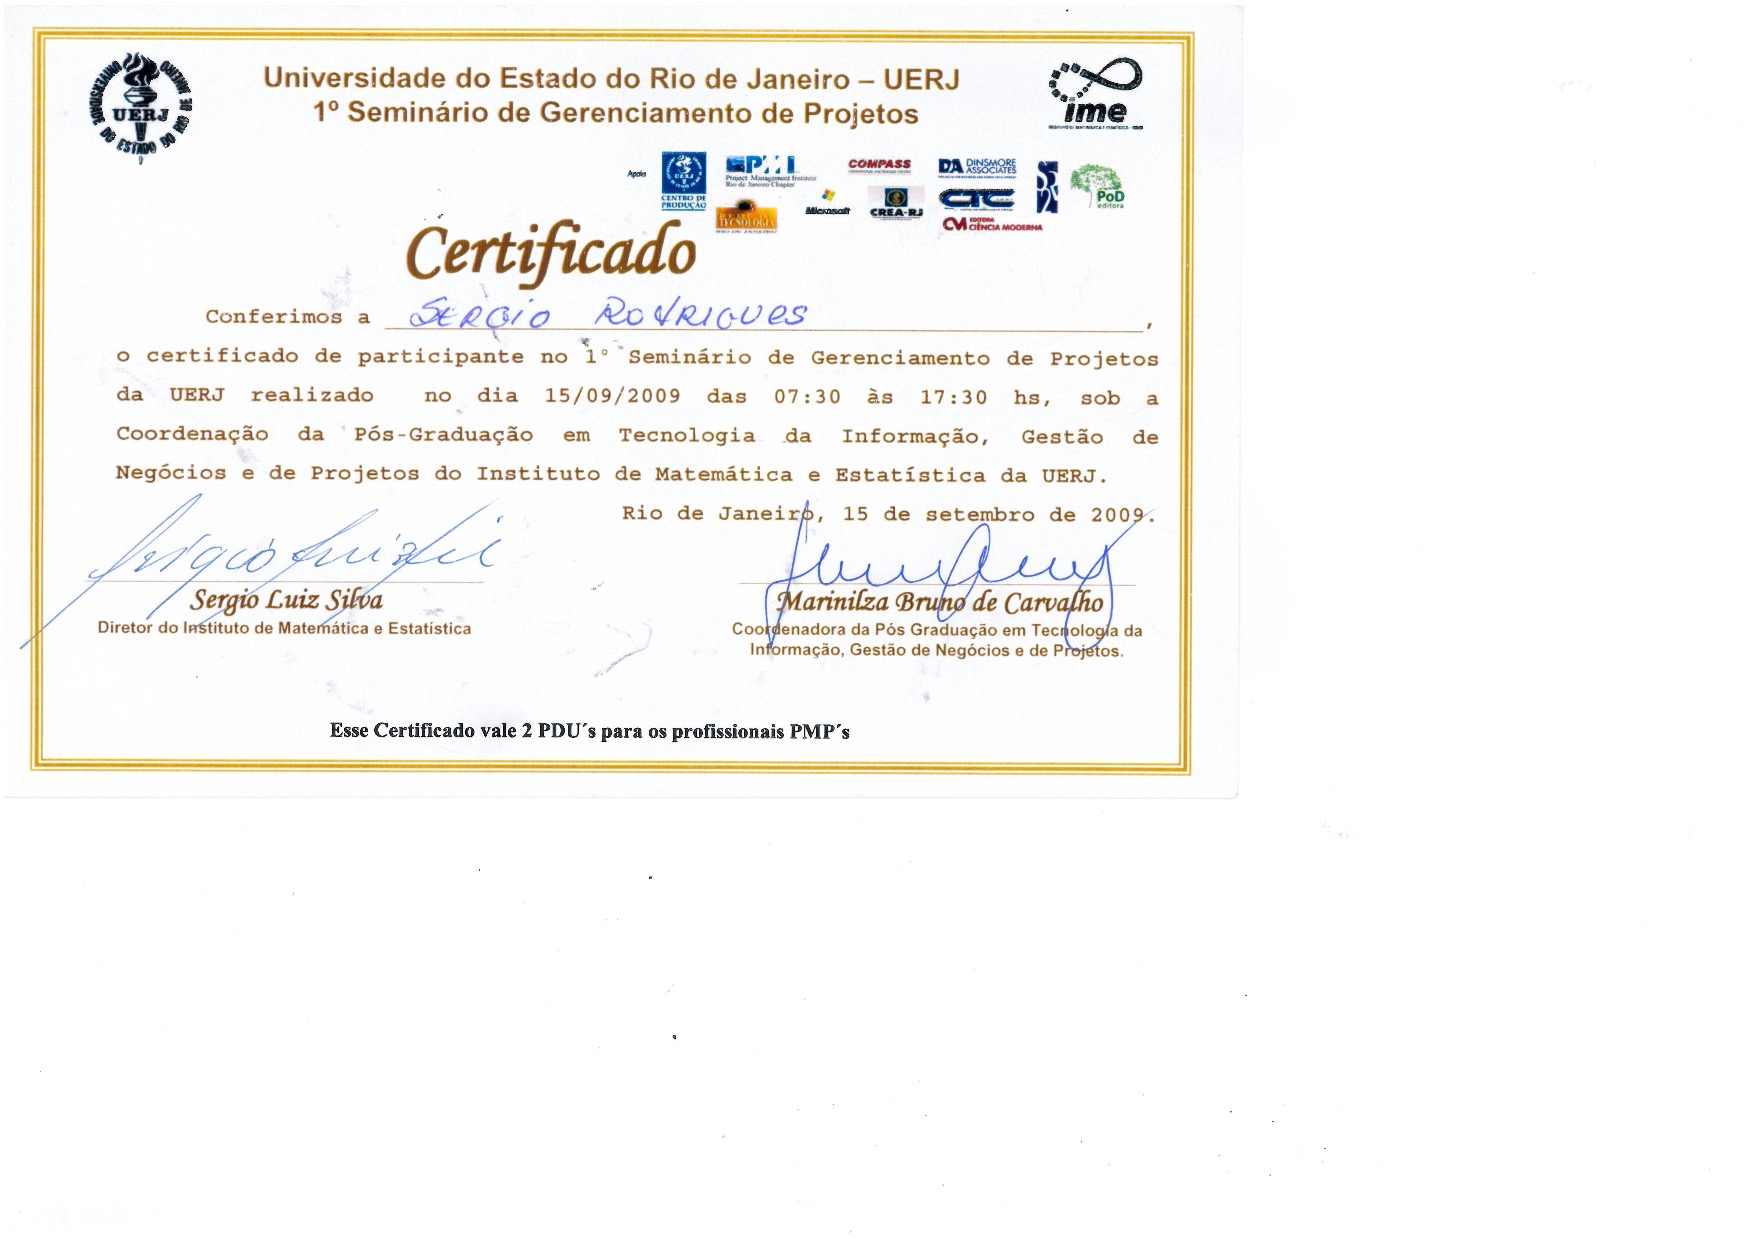 Universidade do Estado do Rio de Janeiro – UERJ
1º Seminário de Gerenciamento de Projetos
UERJ
UNIVERSIDADE DO ESTADO DO RIO DE JANEIRO
ime
Apoio
UERJ
CENTRO DE
PRODUÇÃO
PMI
Project Management Institute
Rio de Janeiro Chapter
TECNOLOGIA
RIO DE JANEIRO
Microsoft
COMPASS
CREA-RJ
DA DINSMORE
ASSOCIATES
CTC
EDITORA
CIÊNCIA MODERNA
PoD
editora
Certificado
Conferimos a SERGIO RODRIGUES,
o certificado de participante no 1° Seminário de Gerenciamento de Projetos
da UERJ realizado no dia 15/09/2009 das 07:30 às 17:30 hs, sob a
Coordenação da Pós-Graduação em Tecnologia da Informação, Gestão de
Negócios e de Projetos do Instituto de Matemática e Estatística da UERJ.
Rio de Janeiro, 15 de setembro de 2009.
Sergio Luiz Silva
Diretor do Instituto de Matemática e Estatística
Marinilza Bruno de Carvalho
Coordenadora da Pós Graduação em Tecnologia da
Informação, Gestão de Negócios e de Projetos.
Esse Certificado vale 2 PDU´s para os profissionais PMP´s